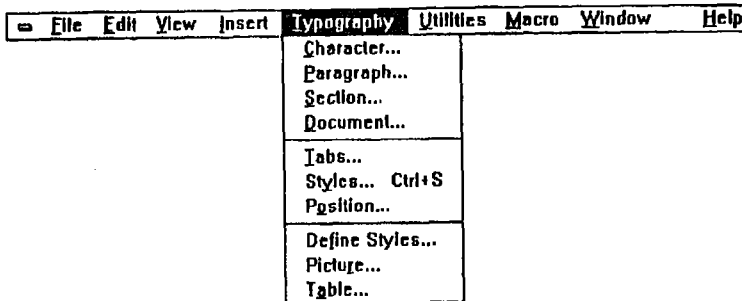 File Edit View Insert Typography Utilities Macro Window Help
Character...
Paragraph...
Section...
Document...
Tabs...
Styles... Ctrl+S
Position...
Define Styles...
Picture...
Table...